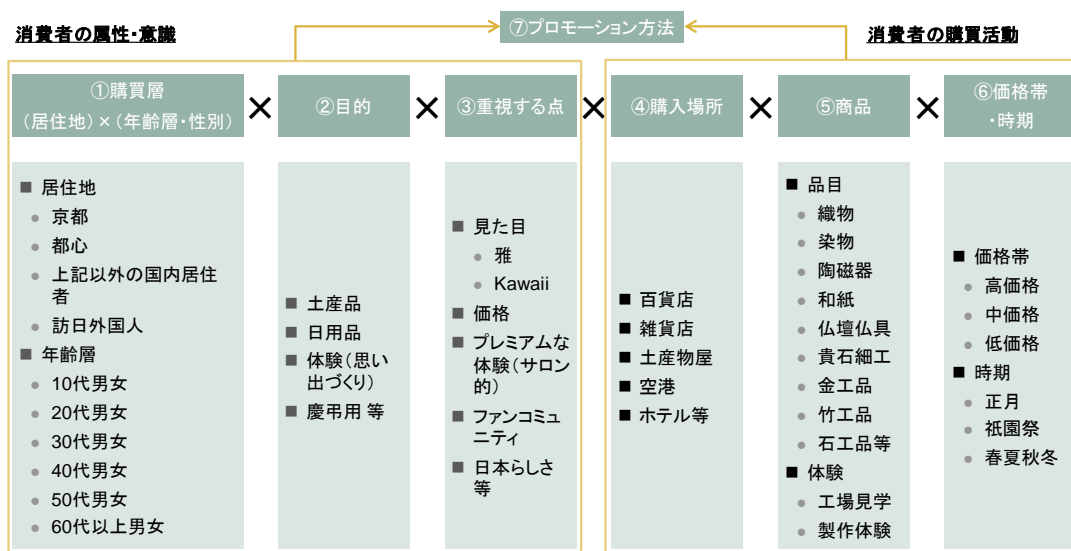 消費者の属性・意識
⑦プロモーション方法
消費者の購買活動
①購買層
(居住地)×(年齢層・性別)
×
②目的
×
③重視する点
×
④購入場所
×
⑤商品
×
⑥価格帯
・時期
■ 居住地
● 京都
● 都心
● 上記以外の国内居住
者
● 訪日外国人
■ 年齢層
● 10代男女
● 20代男女
● 30代男女
● 40代男女
● 50代男女
● 60代以上男女
■ 土産品
■ 日用品
■ 体験(思い
出づくり)
■ 慶弔用 等
■ 見た目
● 雅
● Kawaii
■ 価格
■ プレミアムな
体験(サロン
的)
■ ファンコミュ
ニティ
■ 日本らしさ
等
■ 百貨店
■ 雑貨店
■ 土産物屋
■ 空港
■ ホテル等
■ 品目
● 織物
● 染物
● 陶磁器
● 和紙
● 仏壇仏具
● 貴石細工
● 金工品
● 竹工品
● 石工品等
■ 体験
● 工場見学
● 製作体験
■ 価格帯
● 高価格
● 中価格
● 低価格
■ 時期
● 正月
● 祇園祭
● 春夏秋冬